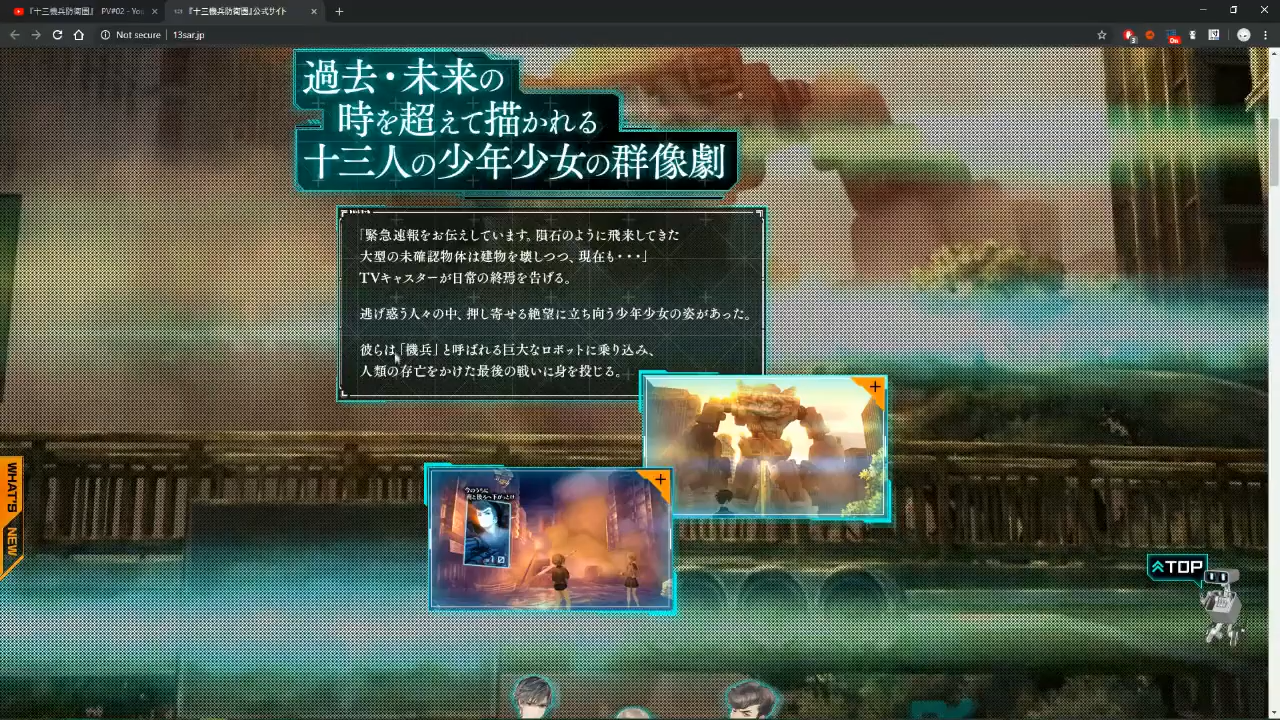 『十三機兵防衛圏』 PV#02 - You
『十三機兵防衛圏』公式サイト
Not secure
13sar.jp
過去・未来の
時を超えて描かれる
十三人の少年少女の群像劇
「緊急速報をお伝えしています。隕石のように飛来してきた
大型の未確認物体は建物を壊しつつ、現在も・・・」
TVキャスターが日常の終焉を告げる。
逃げ惑う人々の中、押し寄せる絶望に立ち向う少年少女の姿があった。
彼らは「機兵」と呼ばれる巨大なロボットに乗り込み、
人類の存亡をかけた最後の戦いに身を投じる。
今のうちに
WHAT'S NEW
TOP